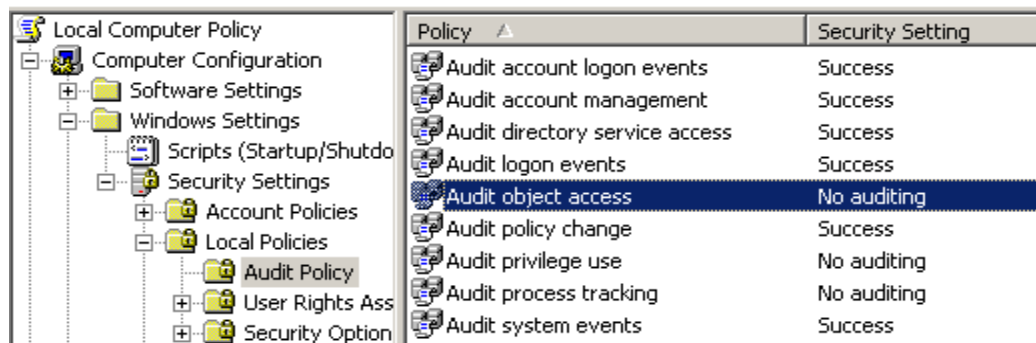 Local Computer Policy
Computer Configuration
Software Settings
Windows Settings
Scripts (Startup/Shutdo
Security Settings
Account Policies
Local Policies
Audit Policy
User Rights Ass
Security Option
Policy Security Setting
Audit account logon events Success
Audit account management Success
Audit directory service access Success
Audit logon events Success
Audit object access No auditing
Audit policy change Success
Audit privilege use No auditing
Audit process tracking No auditing
Audit system events Success